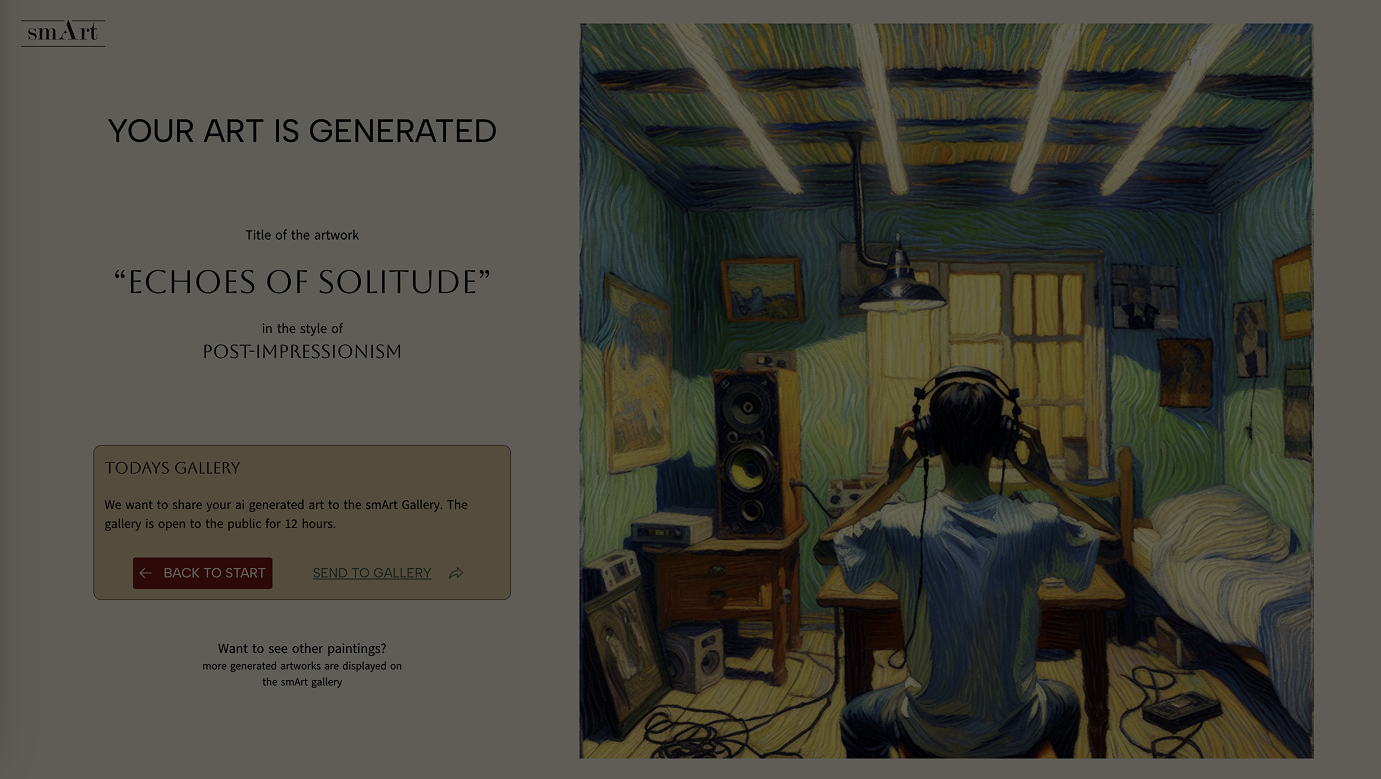 smArt
YOUR ART IS GENERATED
Title of the artwork
“ECHOES OF SOLITUDE”
in the style of
POST-IMPRESSIONISM
TODAYS GALLERY
We want to share your ai generated art to the smArt Gallery. The
gallery is open to the public for 12 hours.
← BACK TO START
SEND TO GALLERY
Want to see other paintings?
more generated artworks are displayed on
the smArt gallery